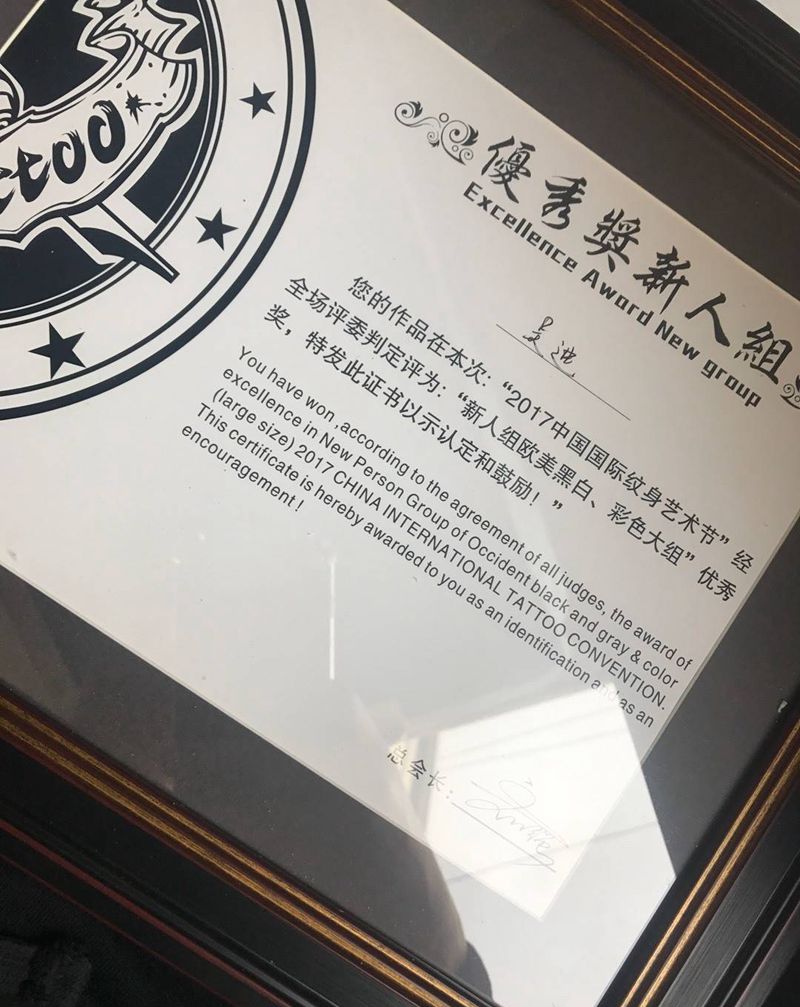 ttoo
優秀獎新人組
Excellence Award New group
您的作品在本次：“2017中国国际纹身艺术节”经
全场评委判定评为：“新人组欧美黑白、彩色大组”优秀
奖，特发此证书以示认定和鼓励！”
You have won ,according to the agreement of all judges, the award of
excellence in New Person Group of Occident black and gray & color
(large size) 2017 CHINA INTERNATIONAL TATTOO CONVENTION.
This certificate is hereby awarded to you as an identification and as an
encouragement !
总会长：